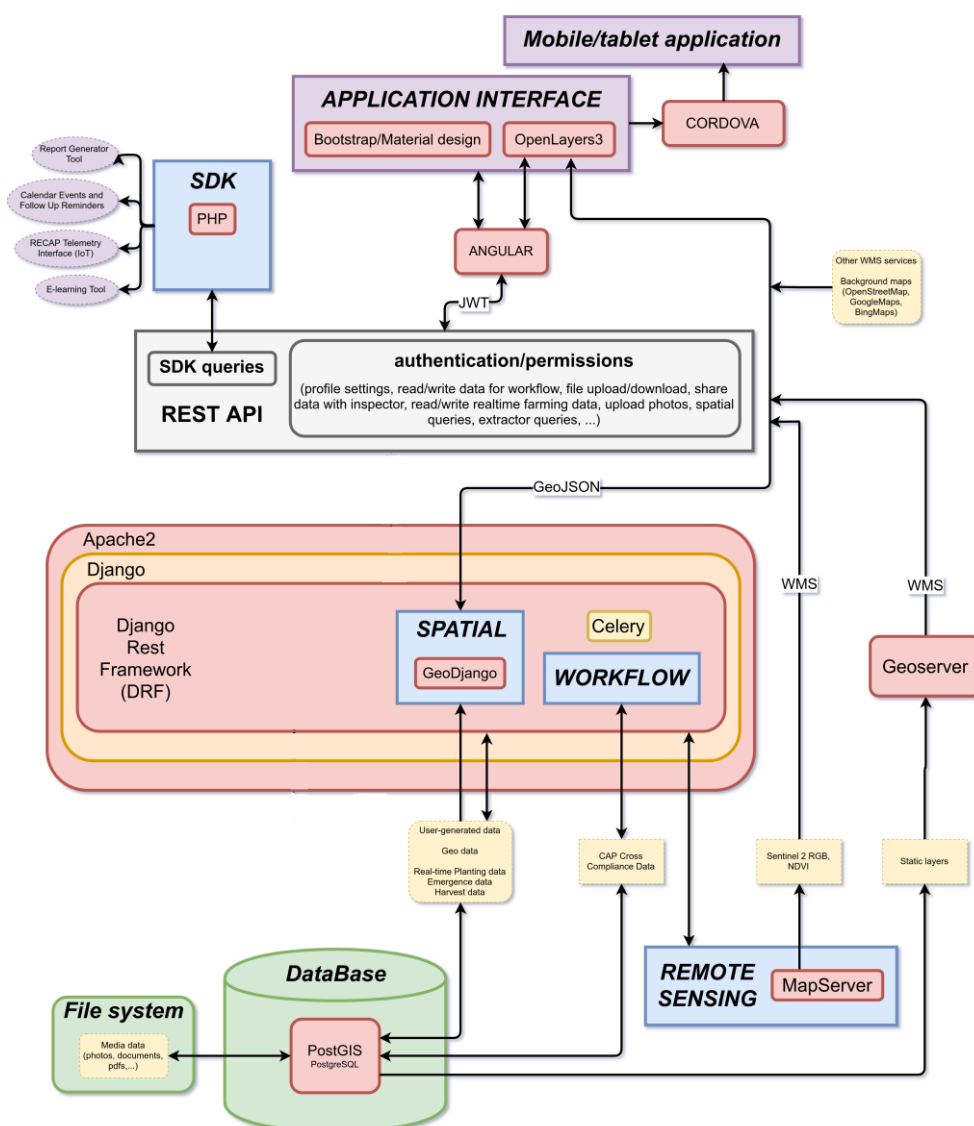 Mobile/tablet application
APPLICATION INTERFACE
Bootstrap/Material design
OpenLayers3
CORDOVA
Report Generator
Tool
Calendar Events and
Follow Up Reminders
RECAP Telemetry
Interface (IoT)
E-learning Tool
SDK
PHP
ANGULAR
JWT
Other WMS services
Background maps
(OpenStreetMap,
GoogleMaps,
BingMaps)
SDK queries
REST API
authentication/permissions
(profile settings, read/write data for workflow, file upload/download, share
data with inspector, read/write realtime farming data, upload photos, spatial
queries, extractor queries, ...)
GeoJSON
Apache2
Django
Django
Rest
Framework
(DRF)
SPATIAL
GeoDjango
Celery
WORKFLOW
WMS
WMS
Geoserver
User-generated data
Geo data
Real-time Planting data
Emergence data
Harvest data
CAP Cross
Compliance Data
Sentinel 2 RGB,
NDVI
Static layers
REMOTE
SENSING
MapServer
DataBase
PostGIS
PostgreSQL
File system
Media data
(photos, documents,
pdfs,...)